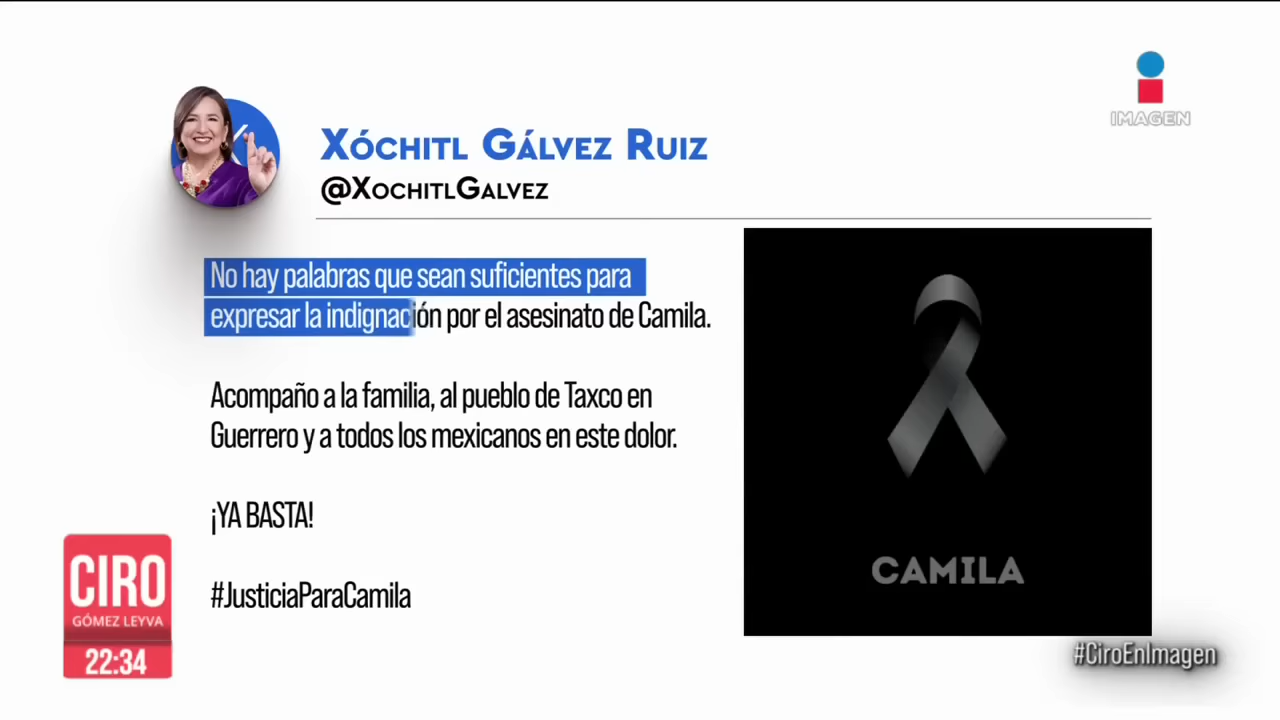 IMAGEN
XÓCHITL GÁLVEZ RUIZ
@XOCHITLGALVEZ
No hay palabras que sean suficientes para
expresar la indignación por el asesinato de Camila.
Acompaño a la familia, al pueblo de Taxco en
Guerrero y a todos los mexicanos en este dolor.
¡YA BASTA!
#JusticiaParaCamila
CAMILA
CIRO
GÓMEZ LEYVA
22:34
#CiroEnImagen